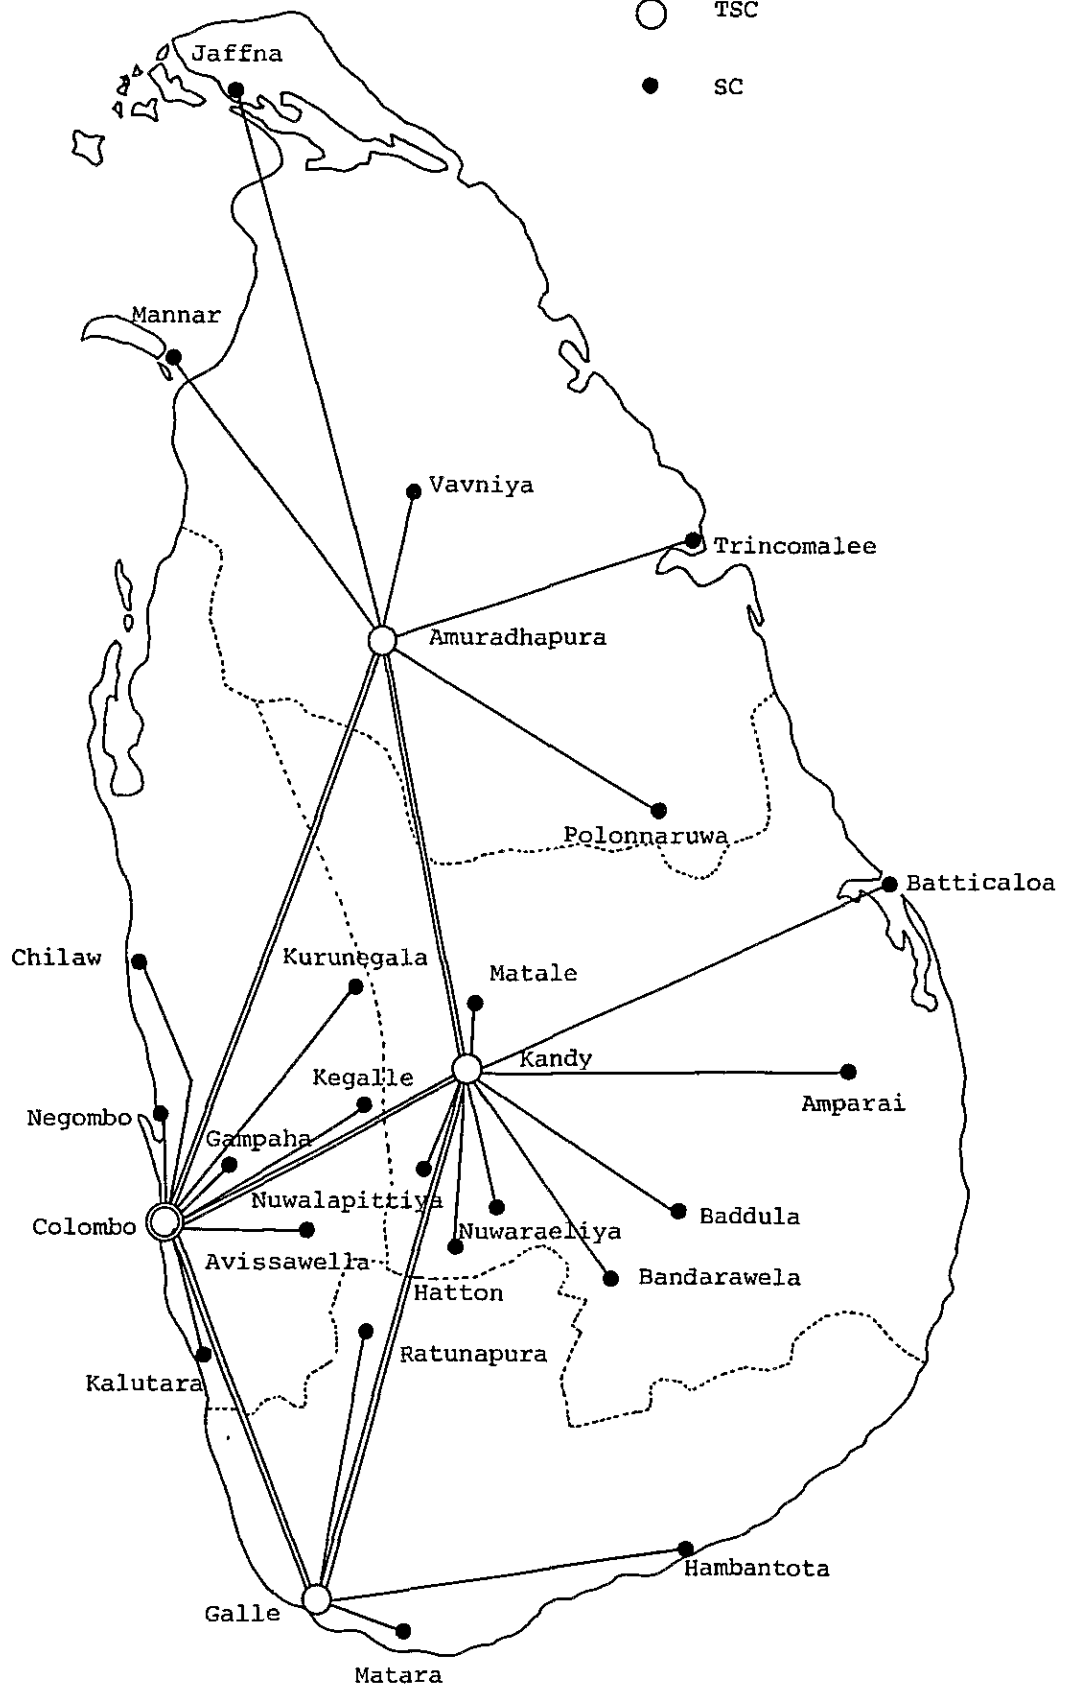 TSC
Jaffna
SC
Mannar
Vavniya
Trincomalee
Amuradhapura
Polonnaruwa
Batticaloa
Chilaw
Kurunegala
Matale
Kandy
Kegalle
Amparai
Negombo
Gampaha
Nuwalapittiya
Baddula
Colombo
Nuwaraeliya
Avissawella
Bandarawela
Hatton
Ratunapura
Kalutara
Hambantota
Galle
Matara